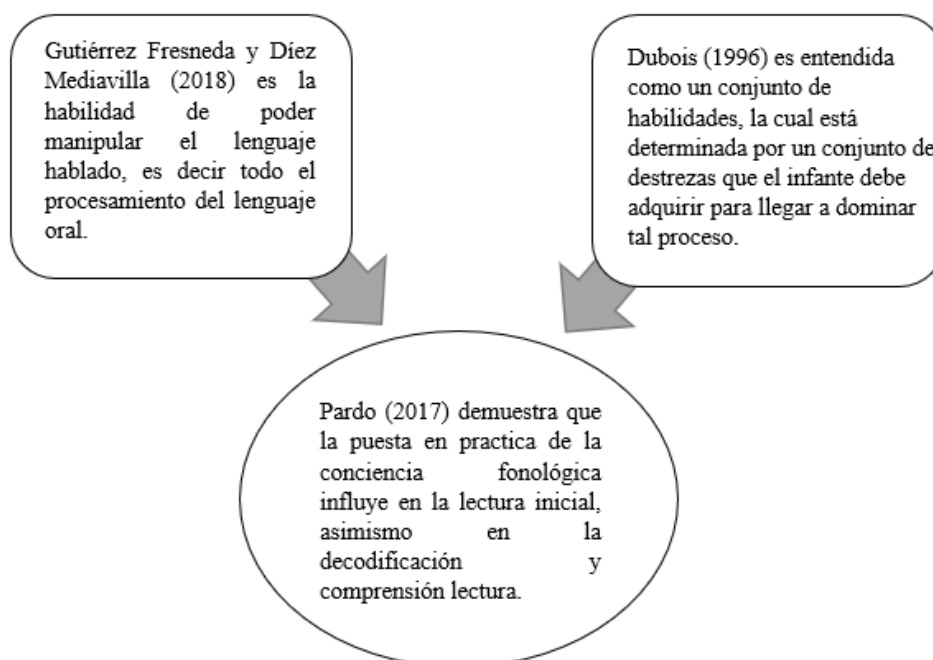 Gutiérrez Fresneda y Díez
Mediavilla (2018) es la
habilidad de poder
manipular el lenguaje
hablado, es decir todo el
procesamiento del lenguaje
oral.
Dubois (1996) es entendida
como un conjunto de
habilidades, la cual está
determinada por un conjunto de
destrezas que el infante debe
adquirir para llegar a dominar
tal proceso.
Pardo (2017) demuestra que
la puesta en practica de la
conciencia fonológica
influye en la lectura inicial,
asimismo en la
decodificación y
comprensión lectura.